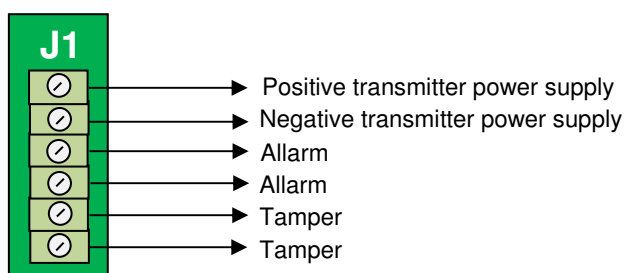 J1
Positive transmitter power supply
Negative transmitter power supply
Allarm
Allarm
Tamper
Tamper